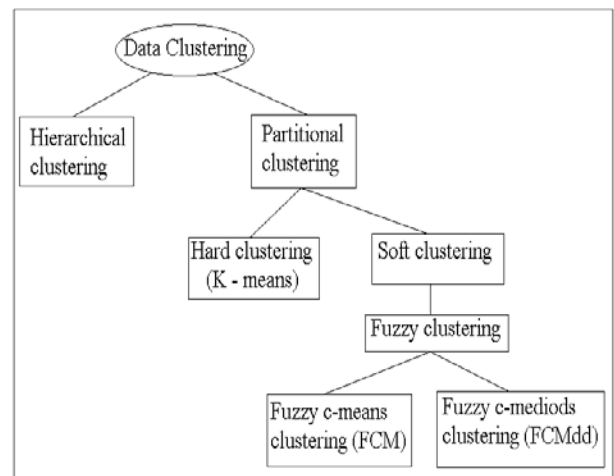 Data Clustering
Hierarchical
clustering
Partitional
clustering
Hard clustering
(K - means)
Soft clustering
Fuzzy clustering
Fuzzy c-means
clustering (FCM)
Fuzzy c-mediods
clustering (FCMdd)